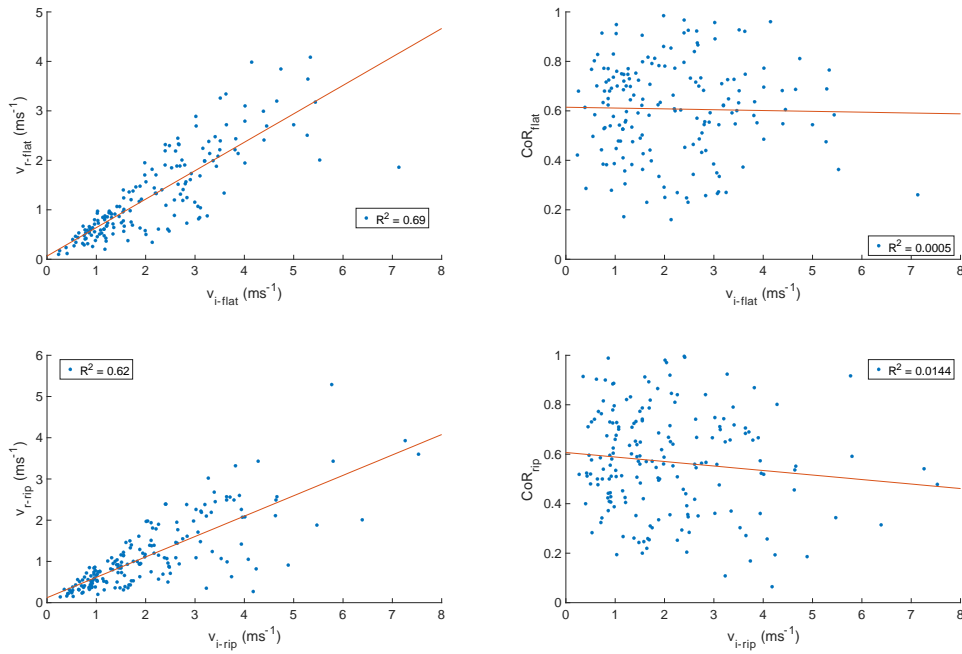 5
4
3
2
1
0
v_r-flat (ms^-1)
R^2 = 0.69
0 1 2 3 4 5 6 7 8
v_i-flat (ms^-1)
1
0.8
0.6
0.4
0.2
0
CoR_flat
R^2 = 0.0005
0 1 2 3 4 5 6 7 8
v_i-flat (ms^-1)
6
5
4
3
2
1
0
v_r-rip (ms^-1)
R^2 = 0.62
0 1 2 3 4 5 6 7 8
v_i-rip (ms^-1)
1
0.8
0.6
0.4
0.2
0
CoR_rip
R^2 = 0.0144
0 1 2 3 4 5 6 7 8
v_i-rip (ms^-1)